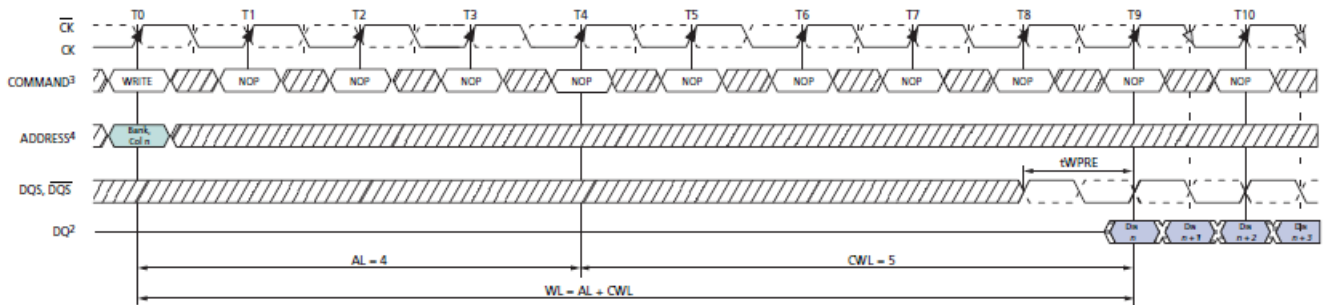 T0 T1 T2 T3 T4 T5 T6 T7 T8 T9 T10
CK
CK
COMMAND³ WRITE NOP NOP NOP NOP NOP NOP NOP NOP NOP NOP
ADDRESS⁴ Bank,
Col n
tWPRE
DQS, DQS
DQ² Din Din Din Din
n n+1 n+2 n+3
AL = 4 CWL = 5
WL = AL + CWL